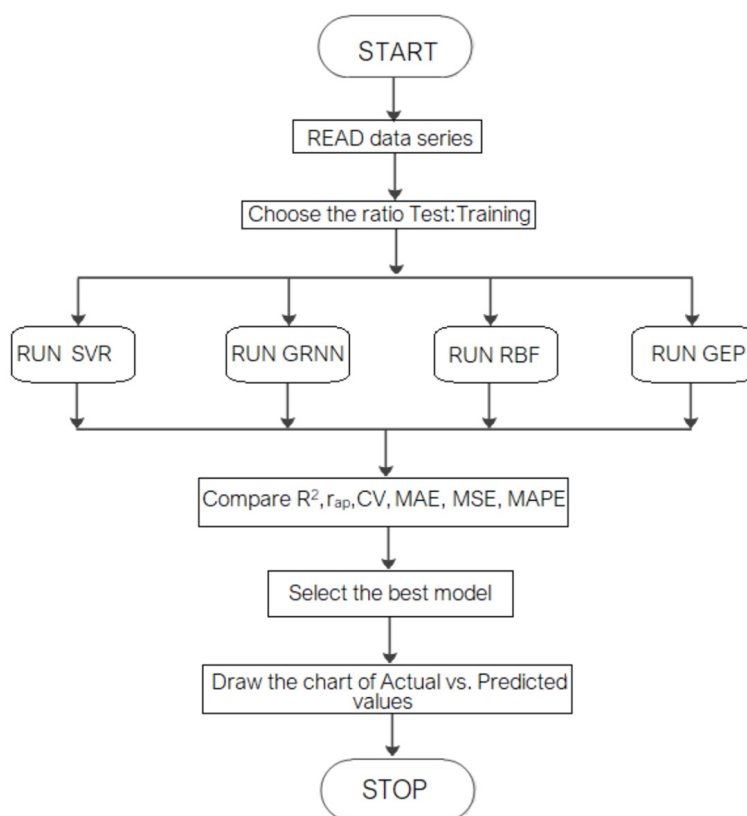 START
READ data series
Choose the ratio Test:Training
RUN SVR
RUN GRNN
RUN RBF
RUN GEP
Compare R², rₐₚ, CV, MAE, MSE, MAPE
Select the best model
Draw the chart of Actual vs. Predicted
values
STOP